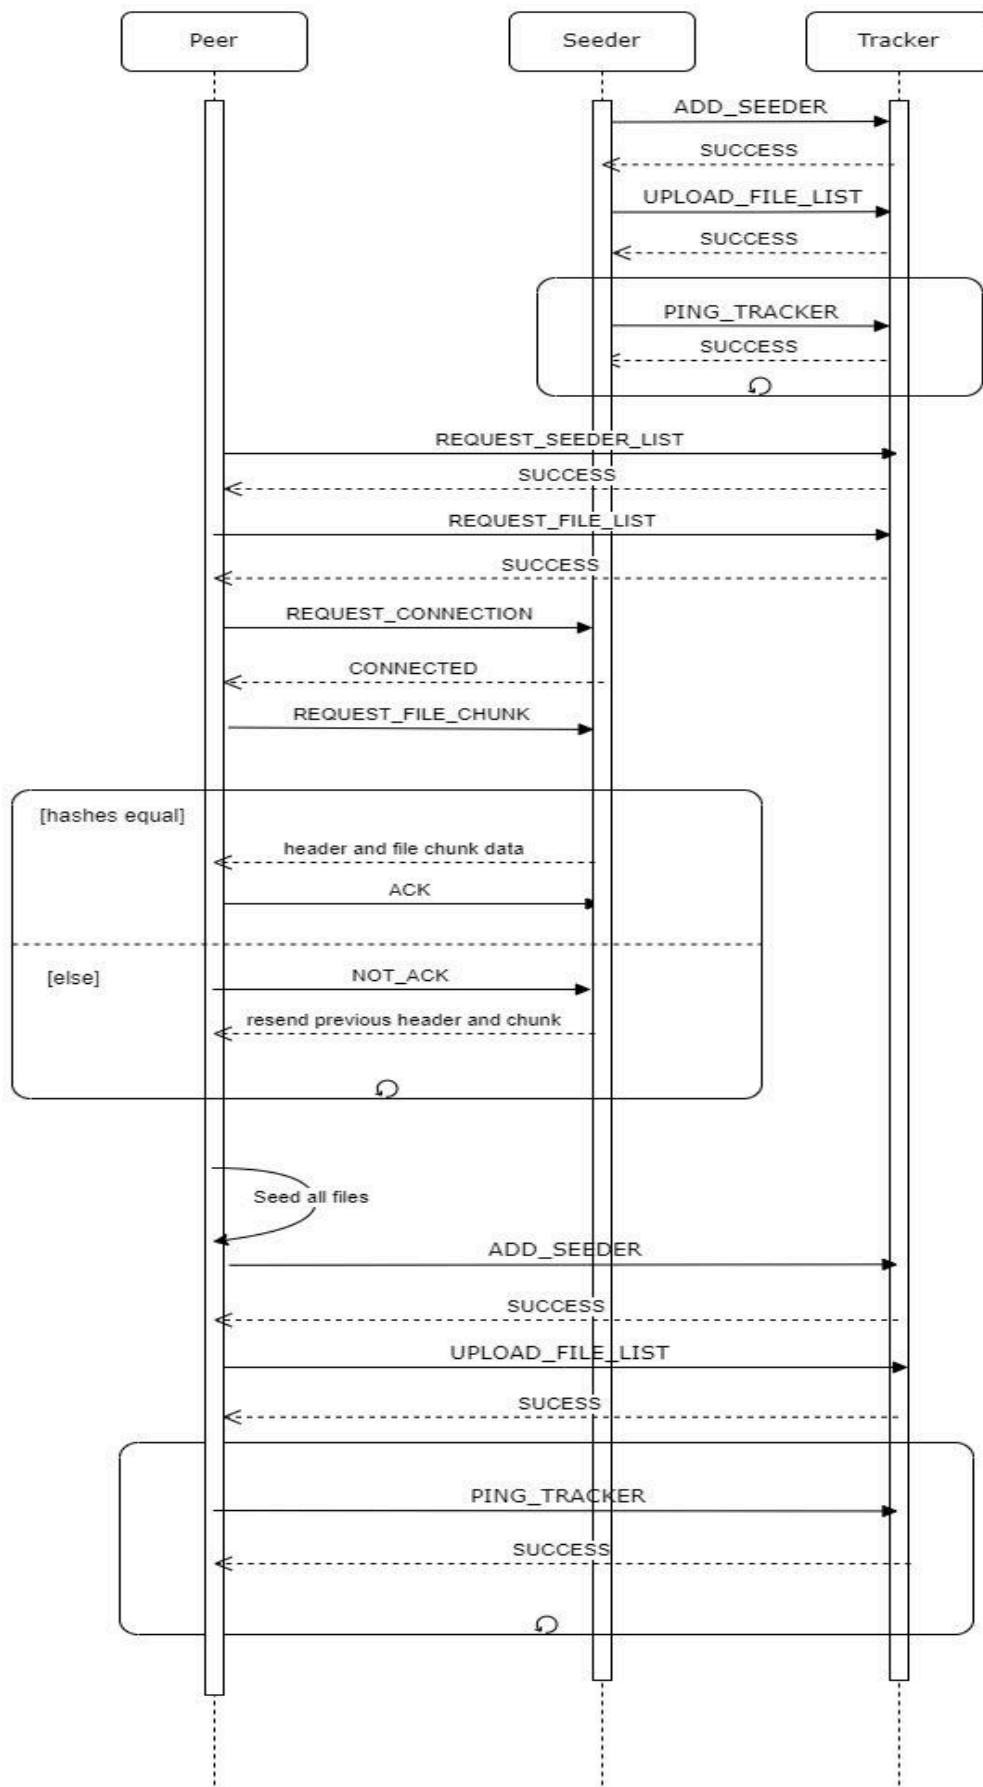 Peer
Seeder
Tracker
ADD_SEEDER
SUCCESS
UPLOAD_FILE_LIST
SUCCESS
PING_TRACKER
SUCCESS
REQUEST_SEEDER_LIST
SUCCESS
REQUEST_FILE_LIST
SUCCESS
REQUEST_CONNECTION
CONNECTED
REQUEST_FILE_CHUNK
[hashes equal]
header and file chunk data
ACK
[else]
NOT_ACK
resend previous header and chunk
Seed all files
ADD_SEEDER
SUCCESS
UPLOAD_FILE_LIST
SUCESS
PING_TRACKER
SUCCESS